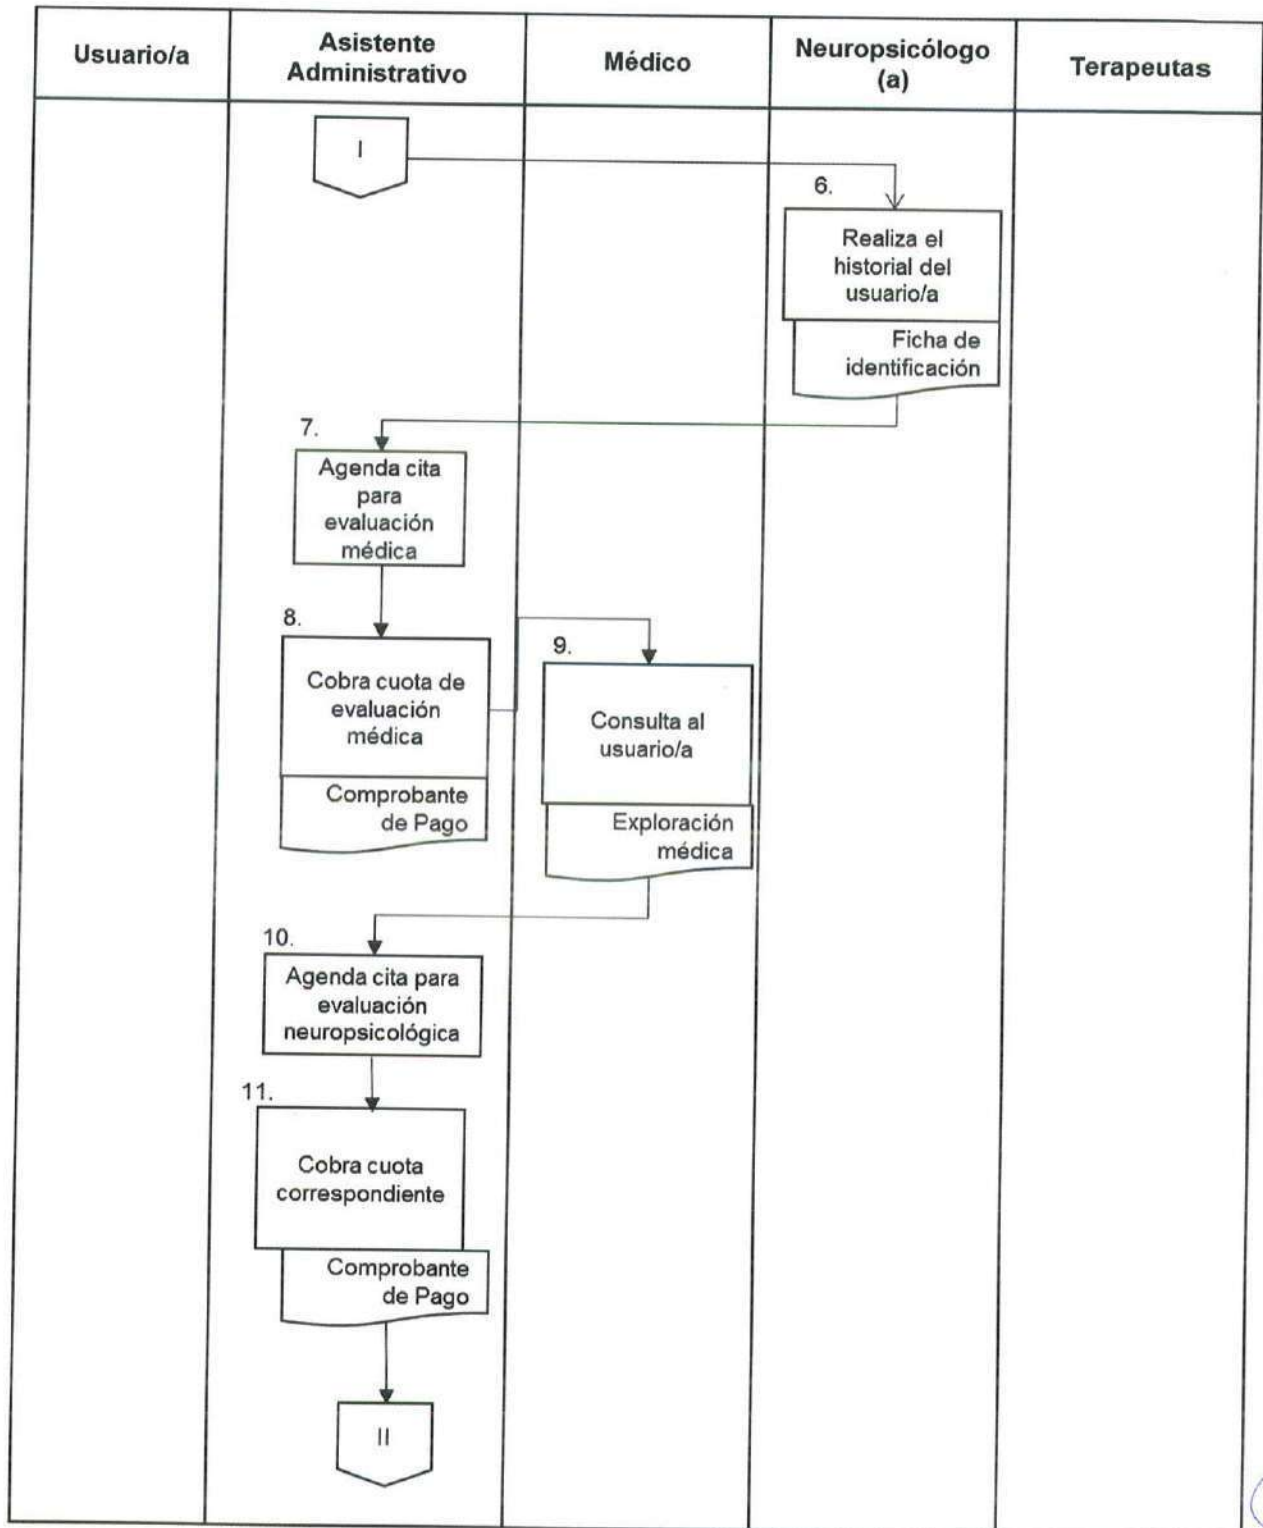 Usuario/a
Asistente
Administrativo
Médico
Neuropsicólogo
(a)
Terapeutas
I
6.
Realiza el
historial del
usuario/a
Ficha de
identificación
7.
Agenda cita
para
evaluación
médica
8.
Cobra cuota de
evaluación
médica
Comprobante
de Pago
9.
Consulta al
usuario/a
Exploración
médica
10.
Agenda cita para
evaluación
neuropsicológica
11.
Cobra cuota
correspondiente
Comprobante
de Pago
II